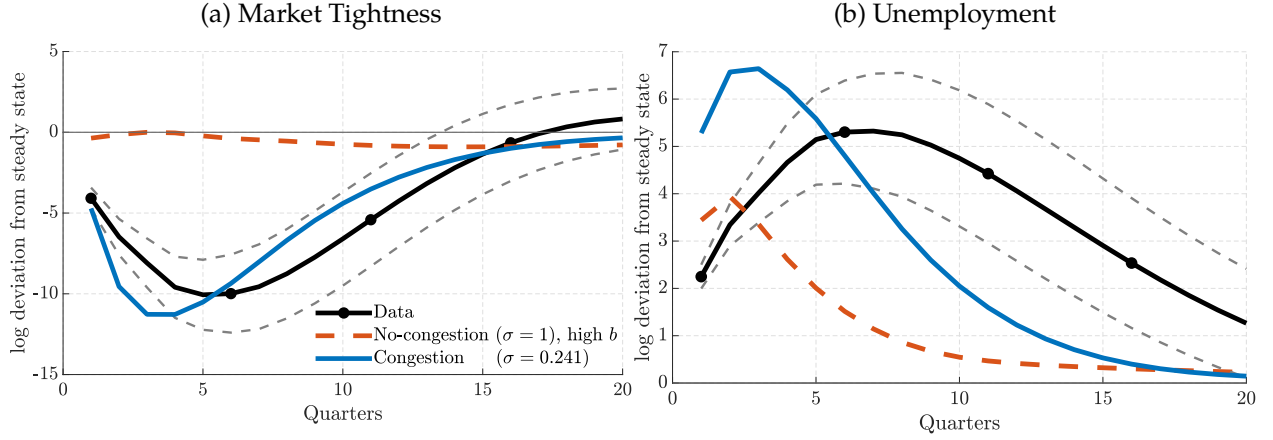 (a) Market Tightness
log deviation from steady state
5
0
-5
-10
-15
0
5
10
15
20
Quarters
Data
No-congestion (σ = 1), high b
Congestion (σ = 0.241)
(b) Unemployment
log deviation from steady state
7
6
5
4
3
2
1
0
0
5
10
15
20
Quarters